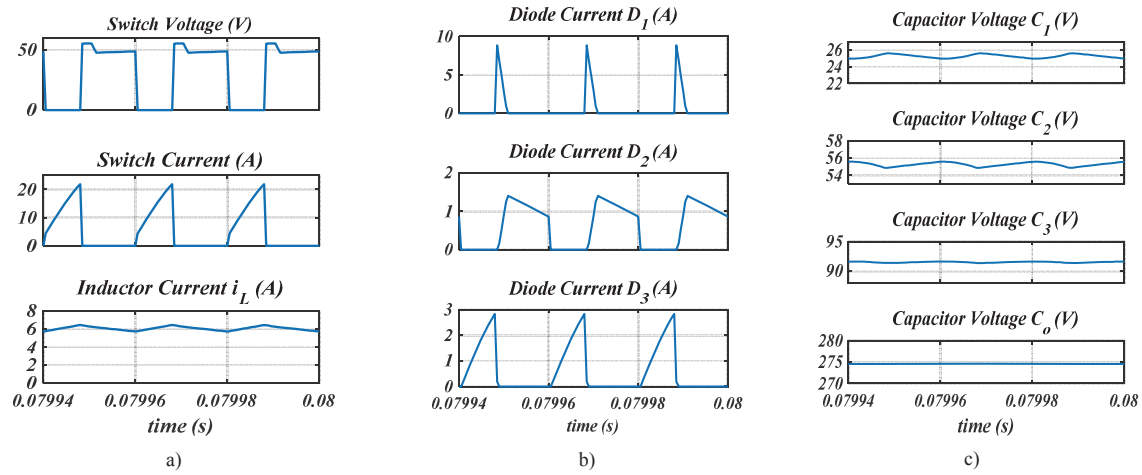 Switch Voltage (V)
50
0
Switch Current (A)
20
10
0
Inductor Current i_L (A)
8
6
4
2
0
0.07994
0.07996
0.07998
0.08
time (s)
a)
Diode Current D_1 (A)
10
5
0
Diode Current D_2 (A)
2
1
0
Diode Current D_3 (A)
3
2
1
0
0.07994
0.07996
0.07998
0.08
time (s)
b)
Capacitor Voltage C_1 (V)
26
24
22
Capacitor Voltage C_2 (V)
58
56
54
Capacitor Voltage C_3 (V)
95
90
Capacitor Voltage C_o (V)
280
275
270
0.07994
0.07996
0.07998
0.08
time (s)
c)